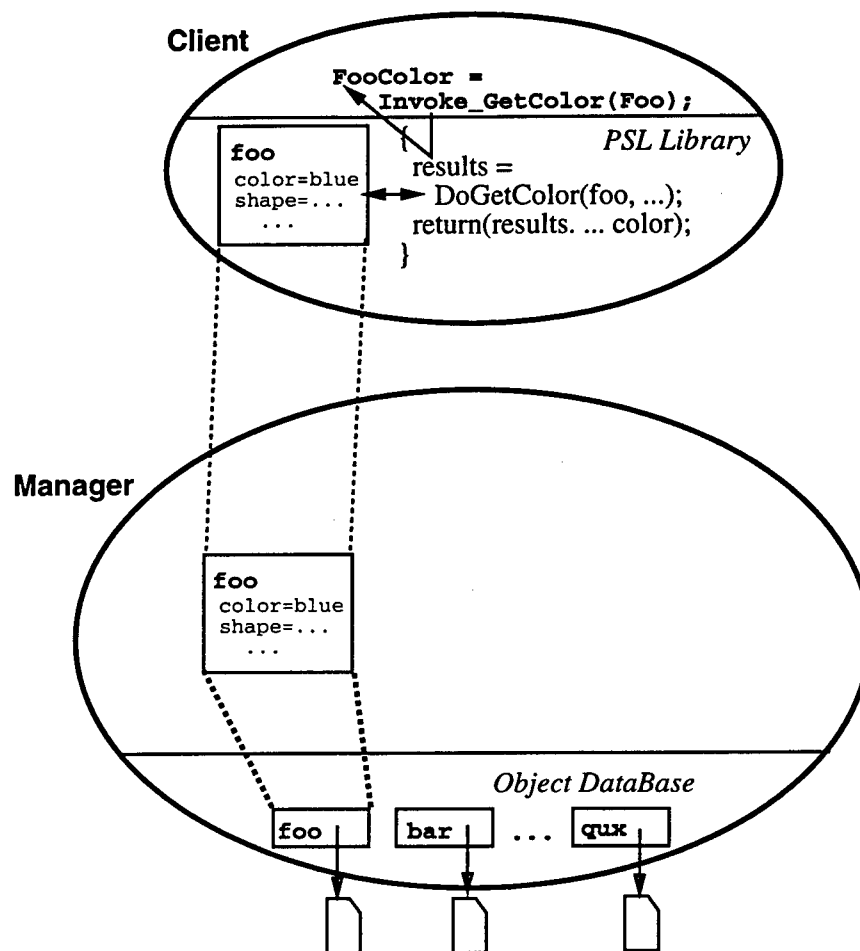 Client
FooColor =
Invoke_GetColor(Foo);
{
PSL Library
foo
color=blue
shape=...
...
results =
DoGetColor(foo, ...);
return(results. ... color);
}
Manager
foo
color=blue
shape=...
...
Object DataBase
foo
bar
...
qux